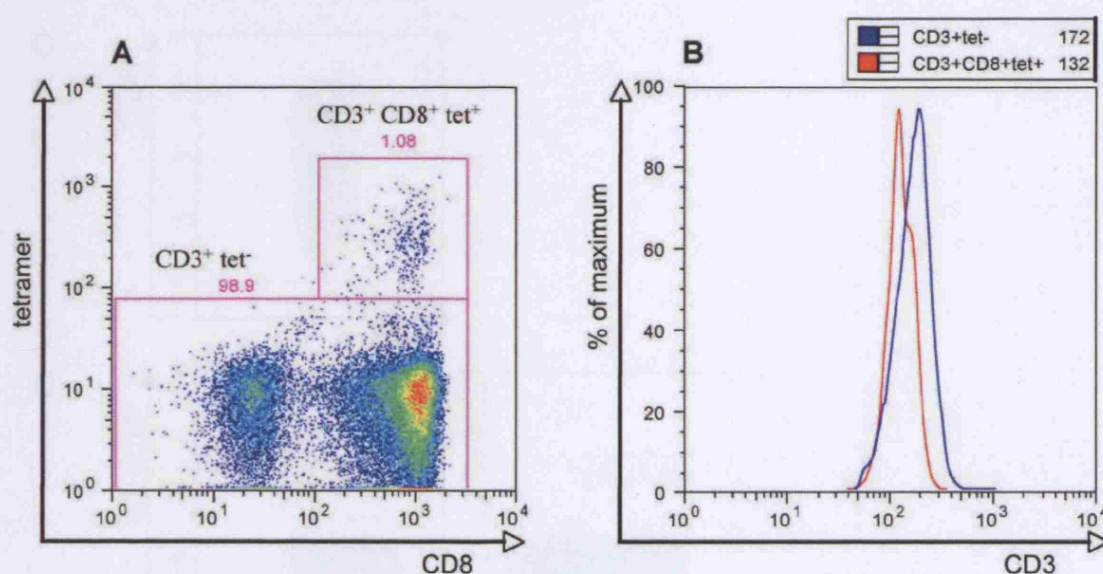 A
10⁴
10³
10²
10¹
10⁰
tetramer
CD3⁺ CD8⁺ tet⁺
1.08
CD3⁺ tet⁻
98.9
10⁰ 10¹ 10² 10³ 10⁴
CD8
B
CD3+tet- 172
CD3+CD8+tet+ 132
100
80
60
40
20
0
% of maximum
10⁰ 10¹ 10² 10³ 10⁴
CD3